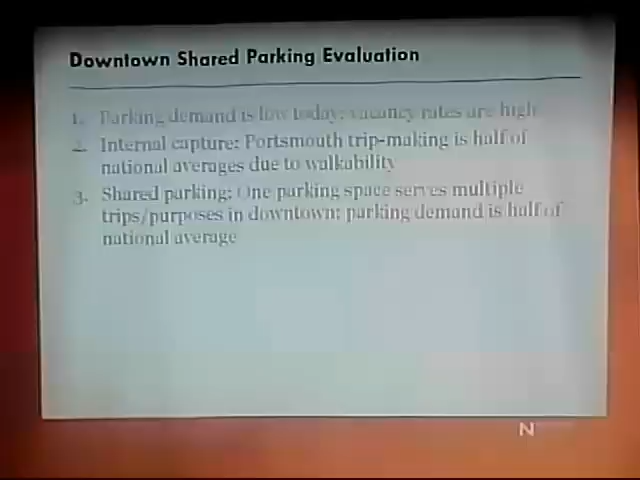 Downtown Shared Parking Evaluation
1. Parking demand is low today; vacancy rates are high
2. Internal capture: Portsmouth trip-making is half of
national averages due to walkability
3. Shared parking: One parking space serves multiple
trips/purposes in downtown; parking demand is half of
national average
N